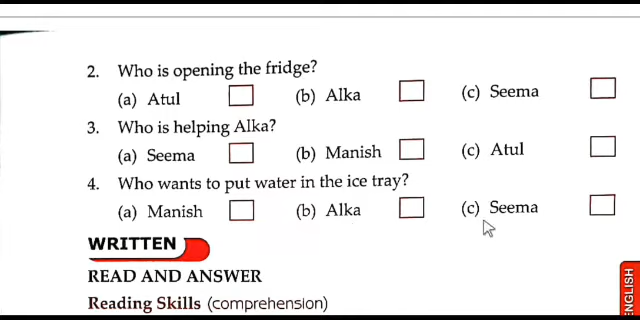 2. Who is opening the fridge?
(a) Atul (b) Alka (c) Seema
3. Who is helping Alka?
(a) Seema (b) Manish (c) Atul
4. Who wants to put water in the ice tray?
(a) Manish (b) Alka (c) Seema
WRITTEN
READ AND ANSWER
Reading Skills (comprehension)